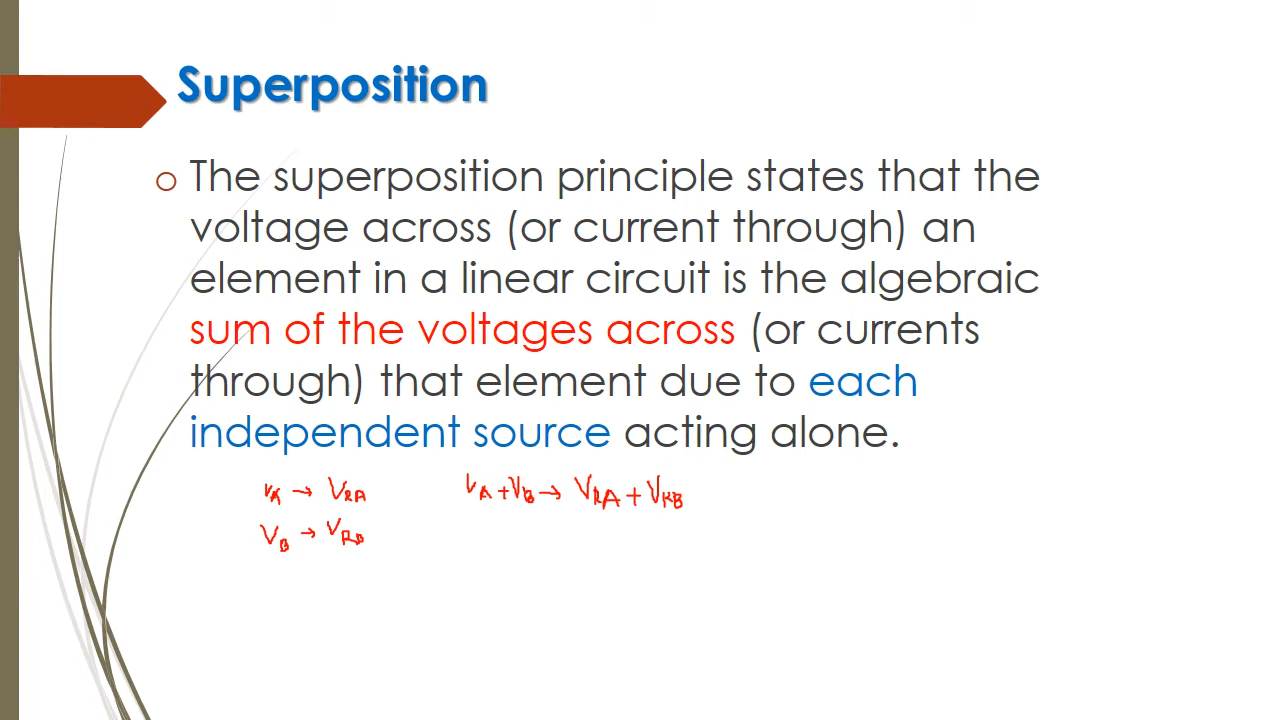 Superposition
o The superposition principle states that the
voltage across (or current through) an
element in a linear circuit is the algebraic
sum of the voltages across (or currents
through) that element due to each
independent source acting alone.
VA → VRA
VB → VRB
VA + VB → VRA + VRB